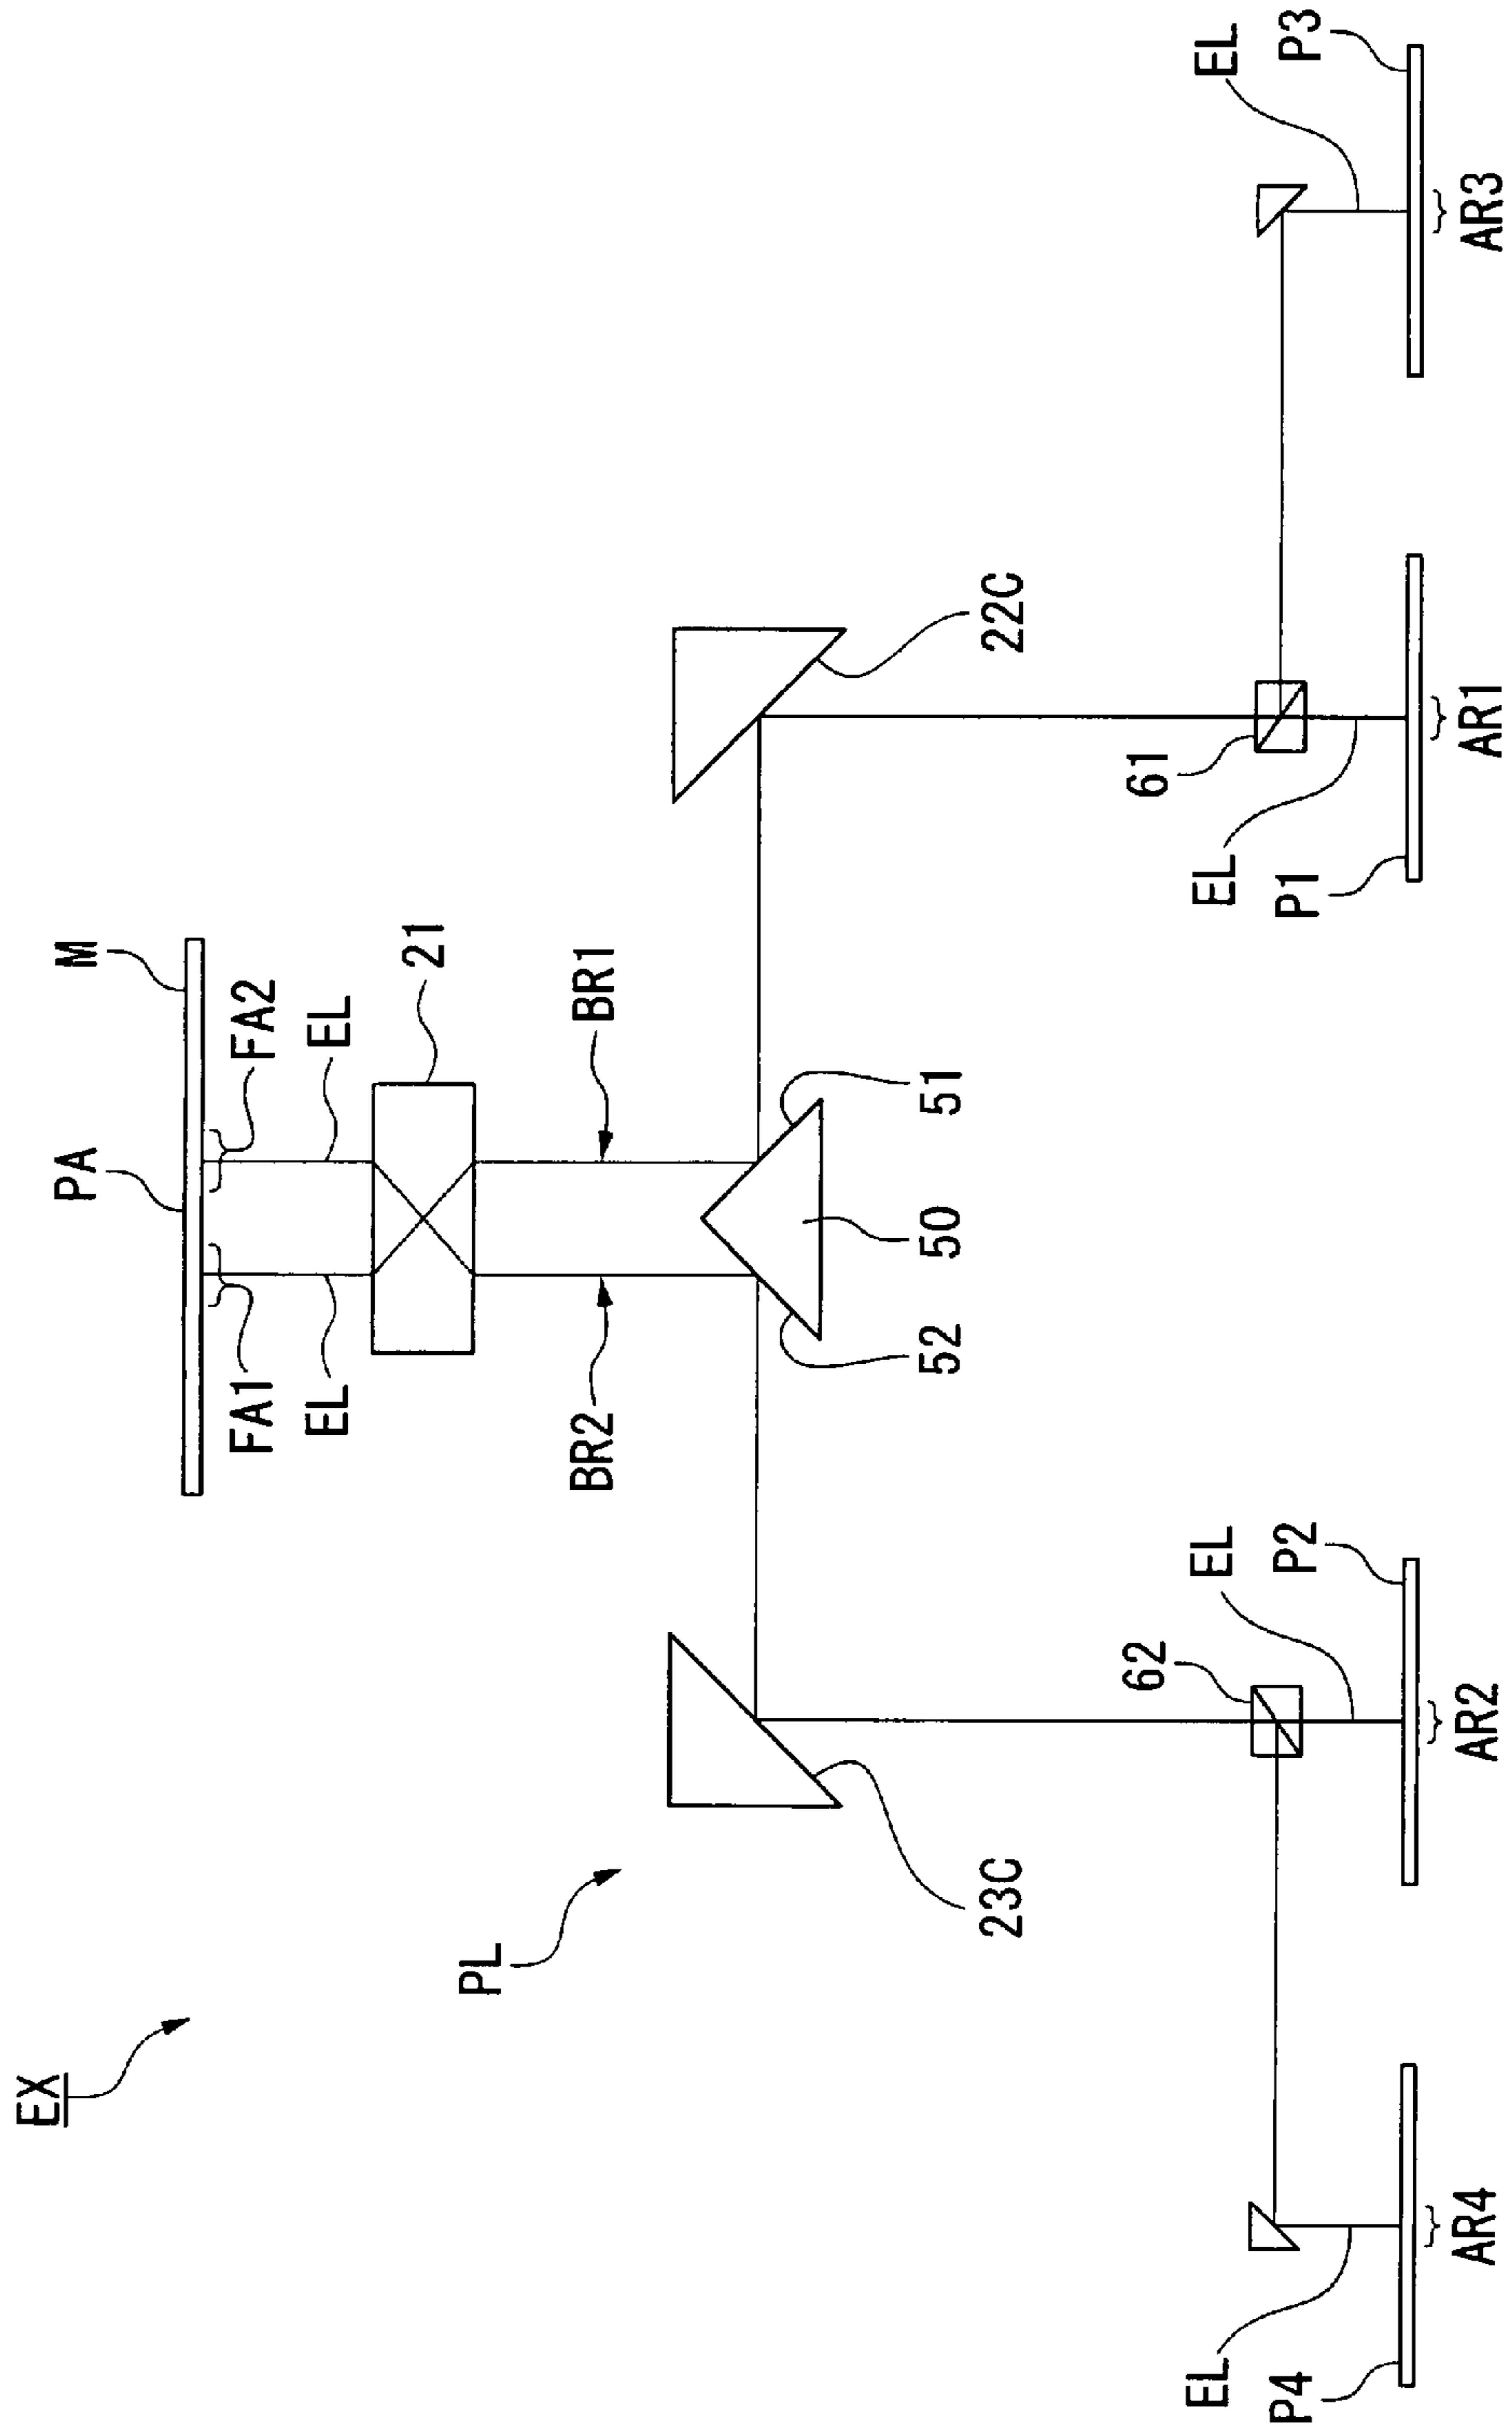 EX
PL
PA
M
FA1
FA2
EL
EL
21
BR2
BR1
52
50
51
23C
22C
62
61
EL
P4
EL
P2
EL
P1
EL
P3
AR4
AR2
AR1
AR3